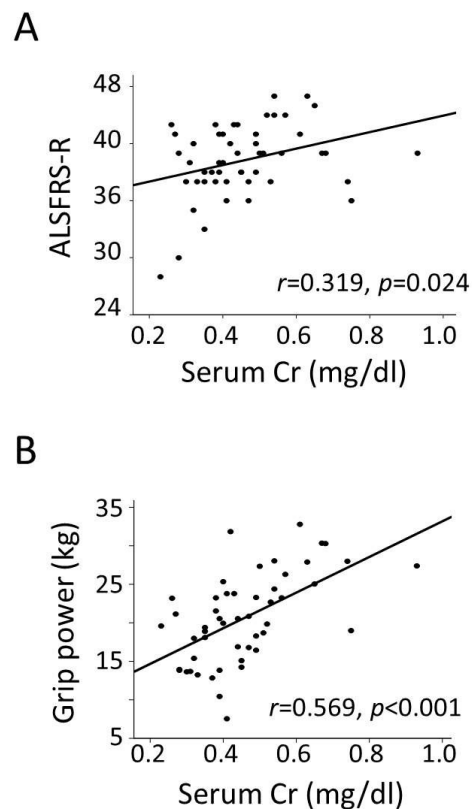 A
48
40
36
30
24
ALSFRS-R
r=0.319, p=0.024
0.2 0.4 0.6 0.8 1.0
Serum Cr (mg/dl)
B
35
25
15
5
Grip power (kg)
r=0.569, p<0.001
0.2 0.4 0.6 0.8 1.0
Serum Cr (mg/dl)